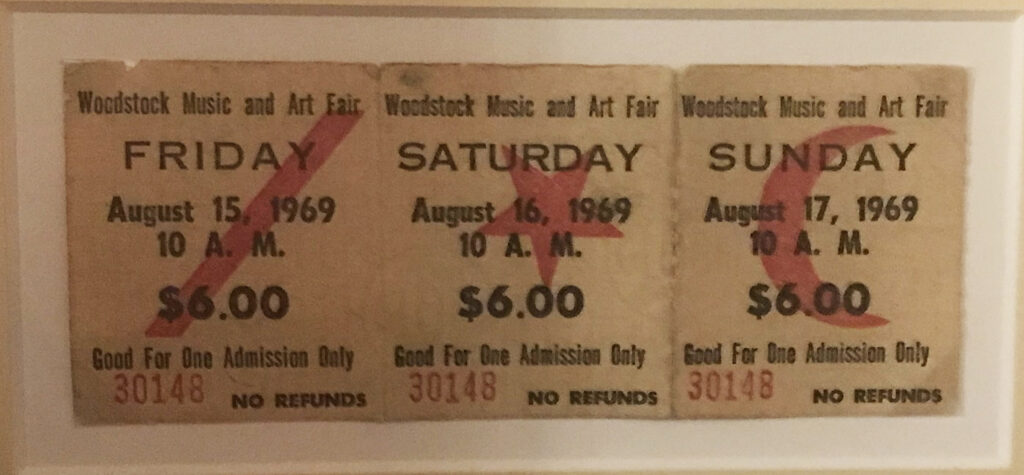 Woodstock Music and Art Fair
FRIDAY
August 15, 1969
10 A. M.
$6.00
Good For One Admission Only
30148 NO REFUNDS
Woodstock Music and Art Fair
SATURDAY
August 16, 1969
10 A. M.
$6.00
Good For One Admission Only
30148 NO REFUNDS
Woodstock Music and Art Fair
SUNDAY
August 17, 1969
10 A. M.
$6.00
Good For One Admission Only
30148 NO REFUNDS